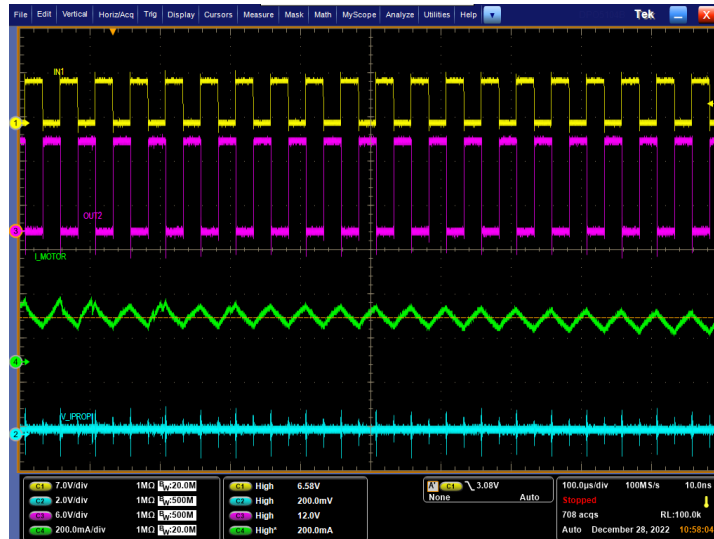 File Edit Vertical Horiz/Acq Trig Display Cursors Measure Mask Math MyScope Analyze Utilities Help Tek X
IN1
1
OUT2
3
I_MOTOR
4
V_IPROPI
2
C1 7.0V/div 1MΩ BW:20.0M
C2 2.0V/div 1MΩ BW:500M
C3 6.0V/div 1MΩ BW:500M
C4 200.0mA/div 1MΩ BW:20.0M
C1 High 6.58V
C2 High 200.0mV
C3 High 12.0V
C4 High* 200.0mA
A' C1 3.08V
None Auto
100.0µs/div 100MS/s 10.0ns
Stopped
708 acqs RL:100.0k
Auto December 28, 2022 10:58:04